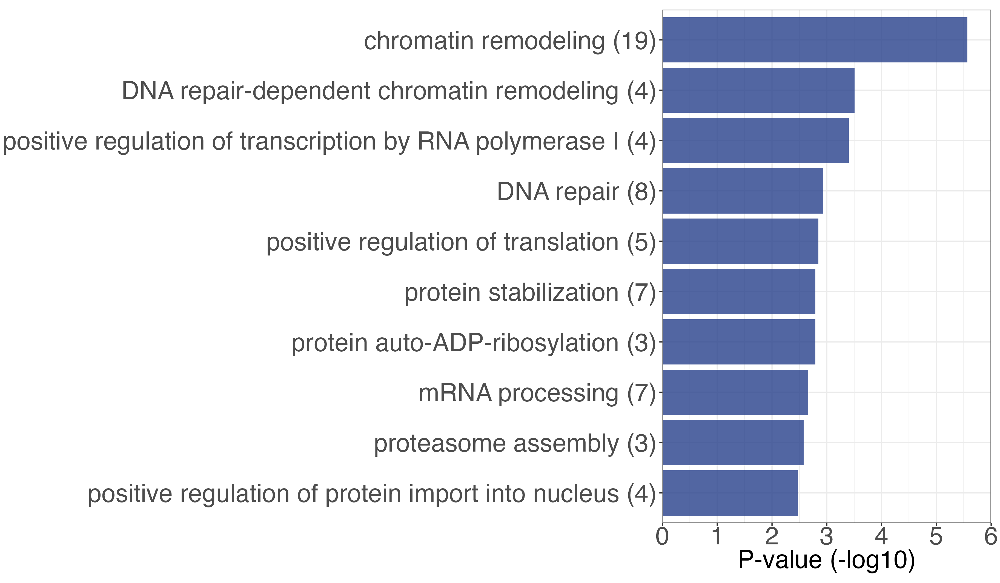 chromatin remodeling (19)
DNA repair-dependent chromatin remodeling (4)
positive regulation of transcription by RNA polymerase I (4)
DNA repair (8)
positive regulation of translation (5)
protein stabilization (7)
protein auto-ADP-ribosylation (3)
mRNA processing (7)
proteasome assembly (3)
positive regulation of protein import into nucleus (4)
0 1 2 3 4 5 6
P-value (-log10)